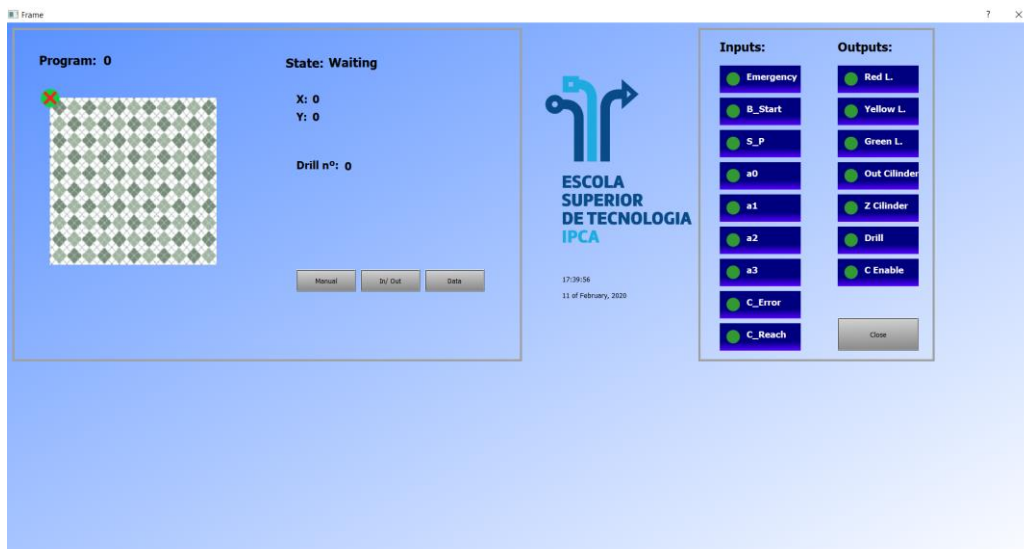 Frame
Program: 0
State: Waiting
X: 0
Y: 0
Drill nº: 0
Manual
In/ Out
Data
ESCOLA
SUPERIOR
DE TECNOLOGIA
IPCA
17:39:56
11 of February, 2020
Inputs:
Emergency
B_Start
S_P
a0
a1
a2
a3
C_Error
C_Reach
Outputs:
Red L.
Yellow L.
Green L.
Out Cilinder
Z Cilinder
Drill
C Enable
Close